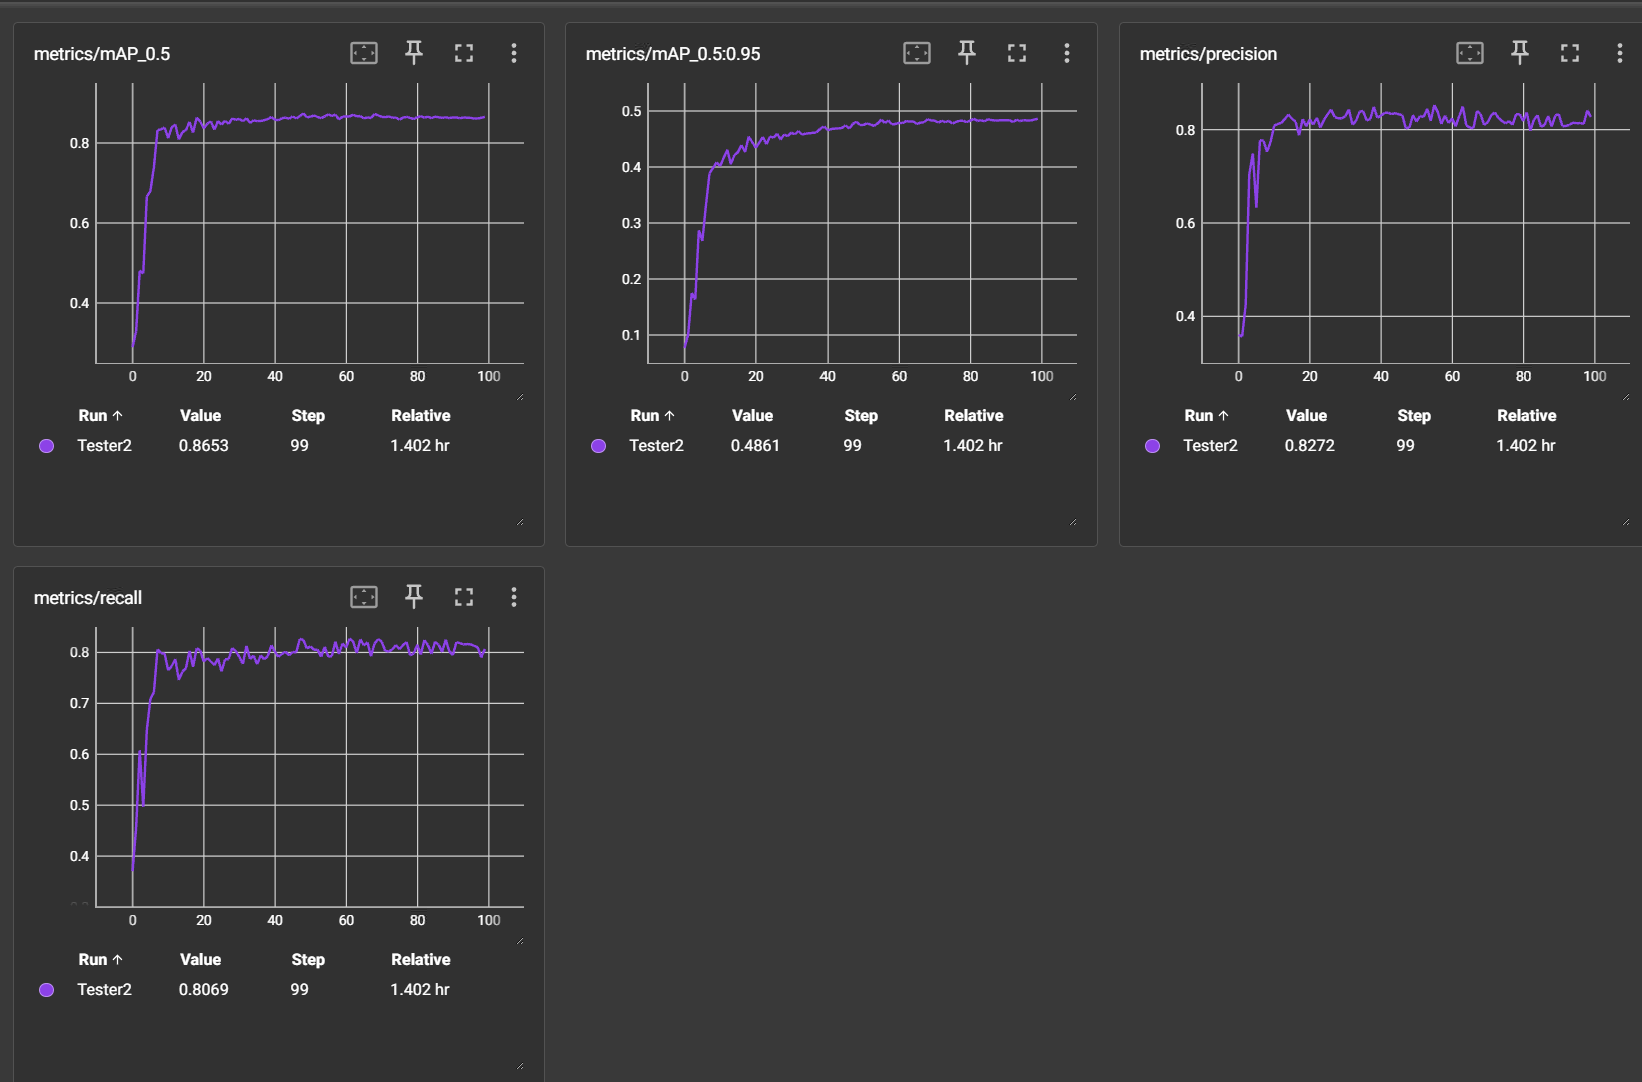 metrics/mAP_0.5
0.8
0.6
0.4
0 20 40 60 80 100
Run ↑ Value Step Relative
Tester2 0.8653 99 1.402 hr
metrics/mAP_0.5:0.95
0.5
0.4
0.3
0.2
0.1
0 20 40 60 80 100
Run ↑ Value Step Relative
Tester2 0.4861 99 1.402 hr
metrics/precision
0.8
0.6
0.4
0 20 40 60 80 100
Run ↑ Value Step Relative
Tester2 0.8272 99 1.402 hr
metrics/recall
0.8
0.7
0.6
0.5
0.4
0 20 40 60 80 100
Run ↑ Value Step Relative
Tester2 0.8069 99 1.402 hr